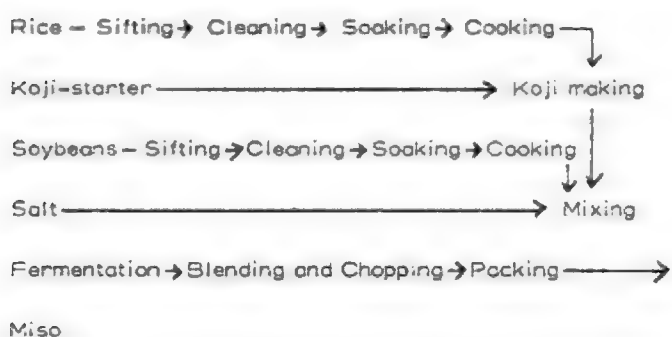 Rice – Sifting → Cleaning → Soaking → Cooking
Koji-starter → Koji making
Soybeans – Sifting → Cleaning → Soaking → Cooking
Salt → Mixing
Fermentation → Blending and Chopping → Packing →
Miso